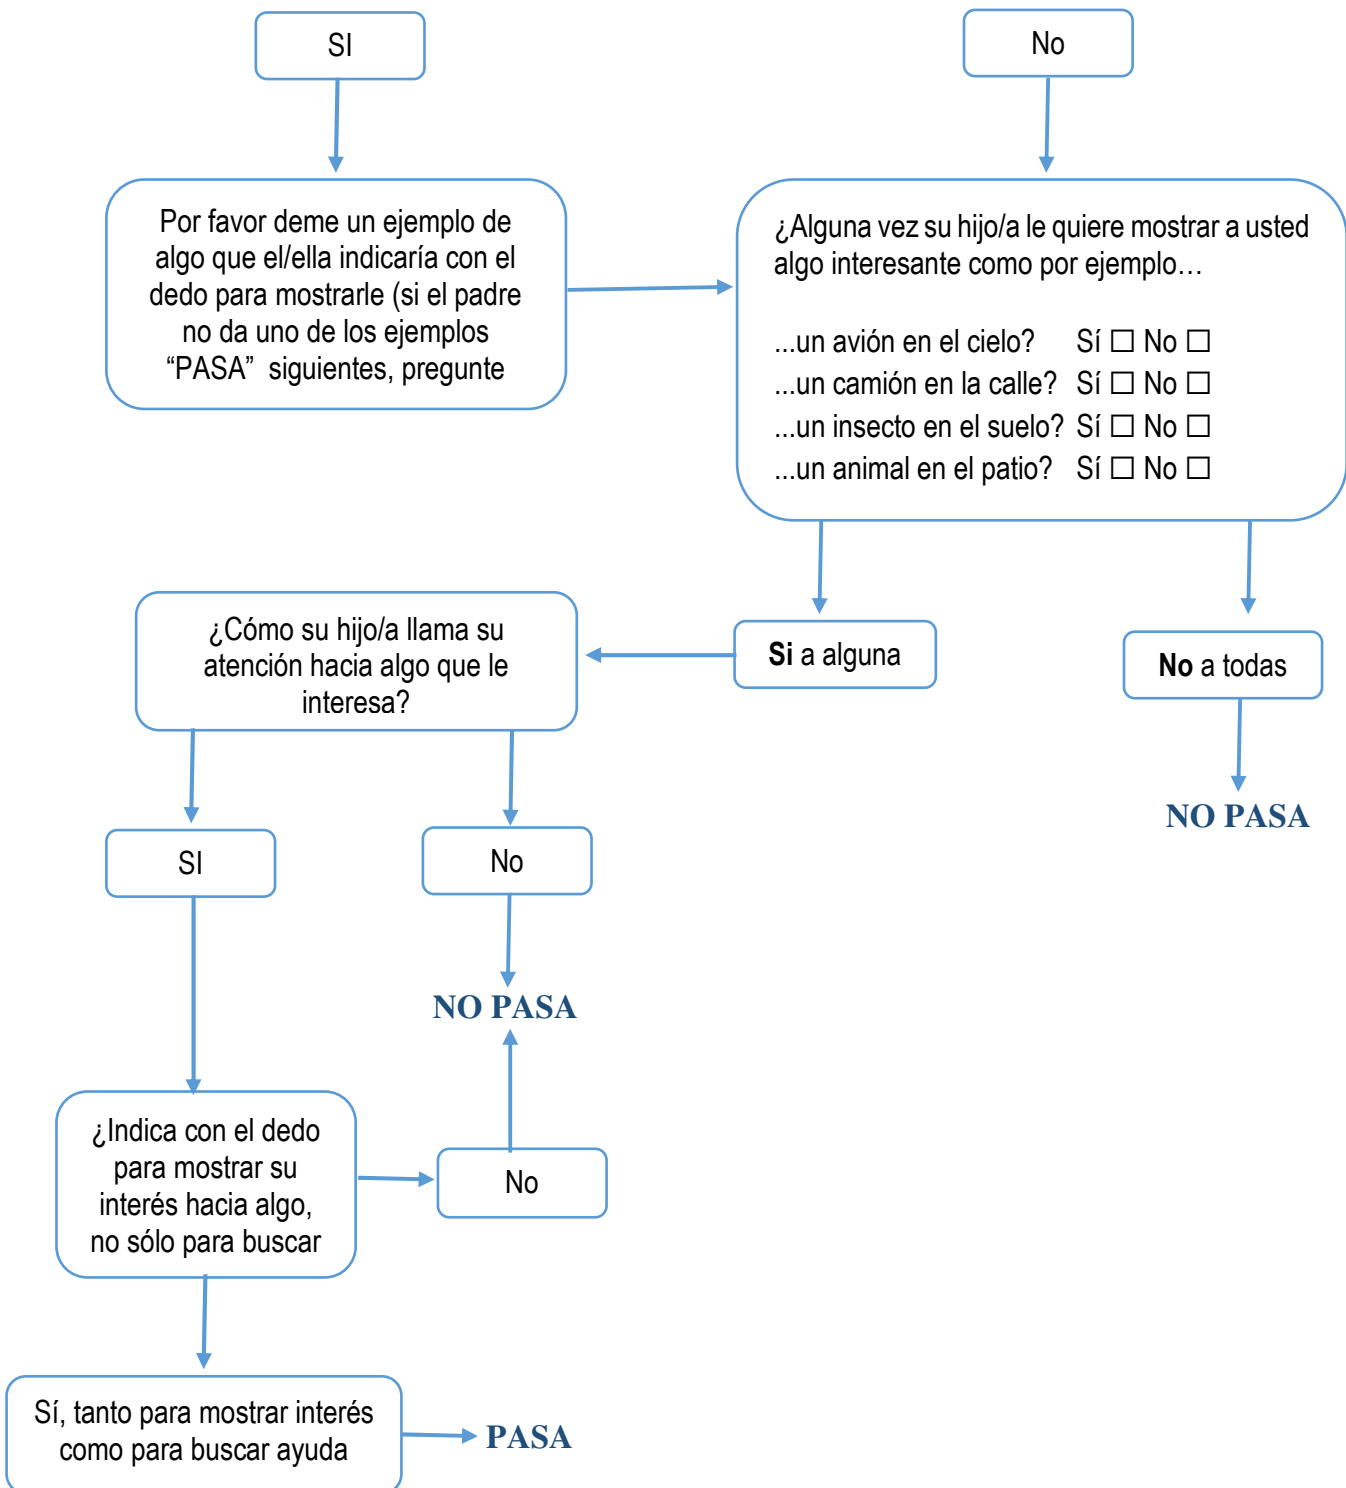 SI
No
Por favor deme un ejemplo de
algo que el/ella indicaría con el
dedo para mostrarle (si el padre
no da uno de los ejemplos
“PASA” siguientes, pregunte
¿Alguna vez su hijo/a le quiere mostrar a usted
algo interesante como por ejemplo…
...un avión en el cielo? Sí ☐ No ☐
...un camión en la calle? Sí ☐ No ☐
...un insecto en el suelo? Sí ☐ No ☐
...un animal en el patio? Sí ☐ No ☐
¿Cómo su hijo/a llama su
atención hacia algo que le
interesa?
Si a alguna
No a todas
NO PASA
SI
No
NO PASA
¿Indica con el dedo
para mostrar su
interés hacia algo,
no sólo para buscar
No
Sí, tanto para mostrar interés
como para buscar ayuda
PASA